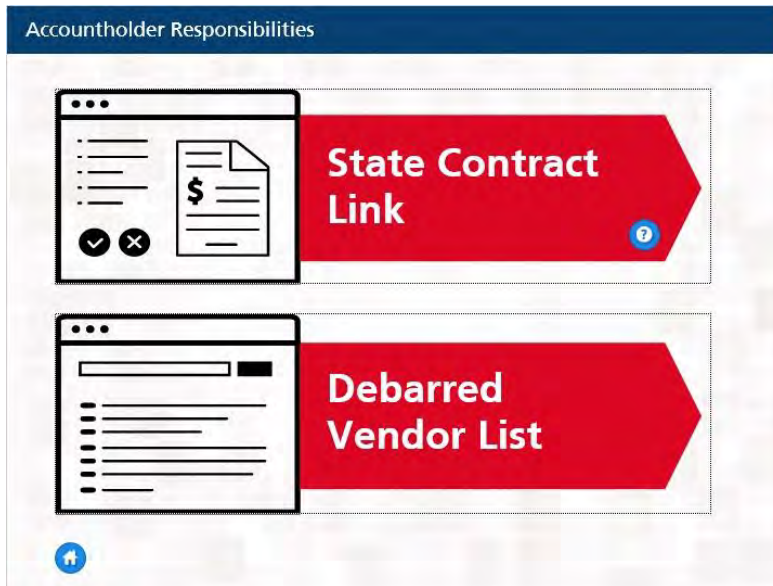 Accountholder Responsibilities
$
State Contract
Link
?
Debarred
Vendor List